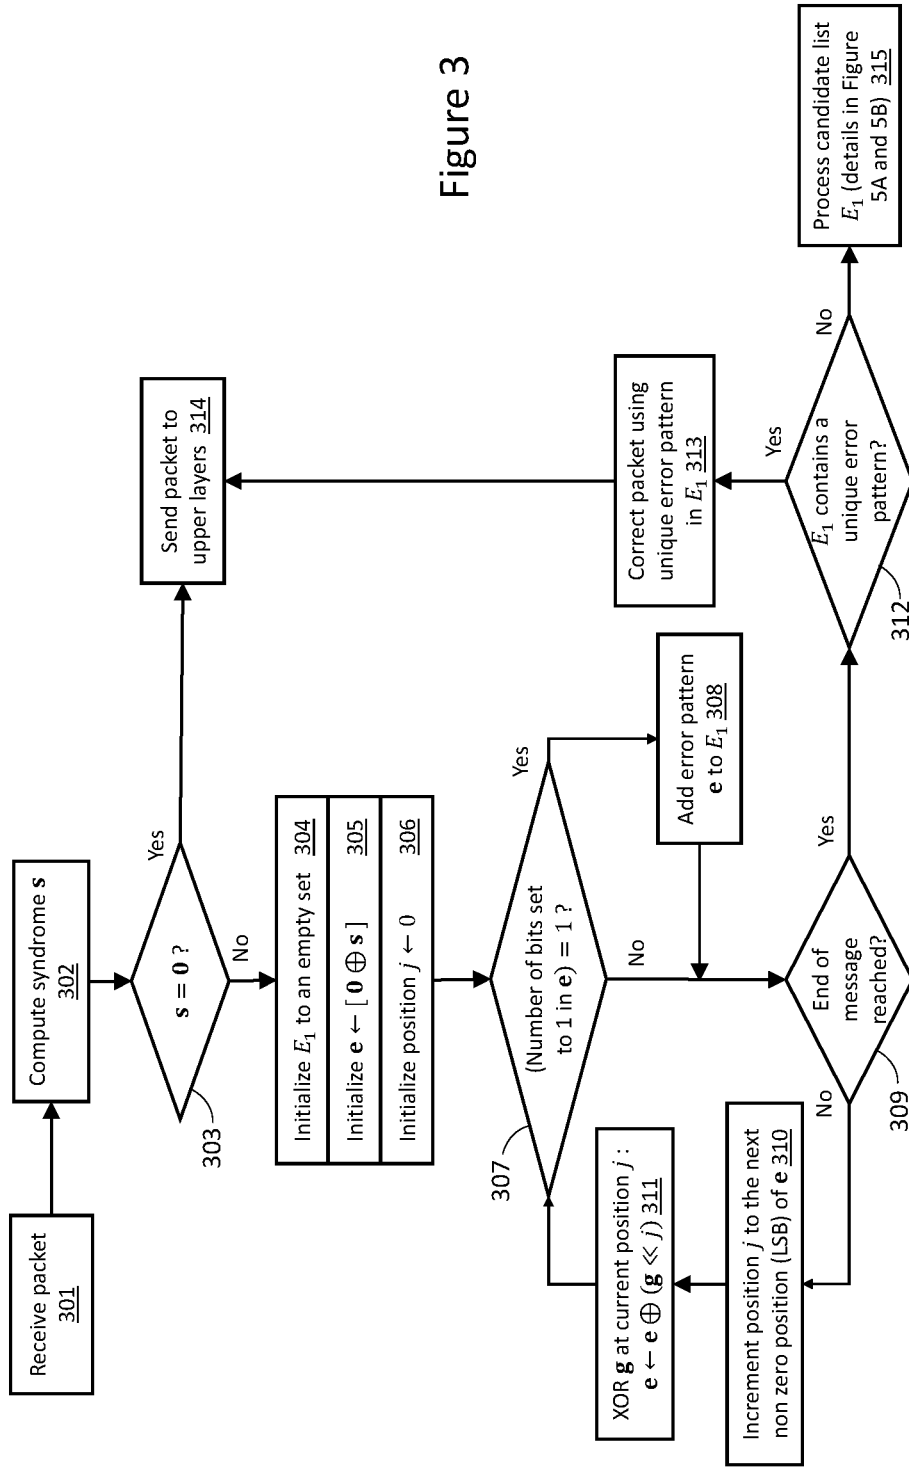 Receive packet
301
Compute syndrome s
302
s = 0 ?
303
Yes
No
Send packet to
upper layers 314
Initialize E₁ to an empty set 304
Initialize e ← [ 0 ⊕ s ] 305
Initialize position j ← 0 306
(Number of bits set
to 1 in e) = 1 ?
307
Yes
No
Add error pattern
e to E₁ 308
XOR g at current position j :
e ← e ⊕ (g ≪ j) 311
Increment position j to the next
non zero position (LSB) of e 310
End of
message
reached?
309
No
Yes
E₁ contains a
unique error
pattern?
312
Yes
No
Correct packet using
unique error pattern
in E₁ 313
Process candidate list
E₁ (details in Figure
5A and 5B) 315
Figure 3